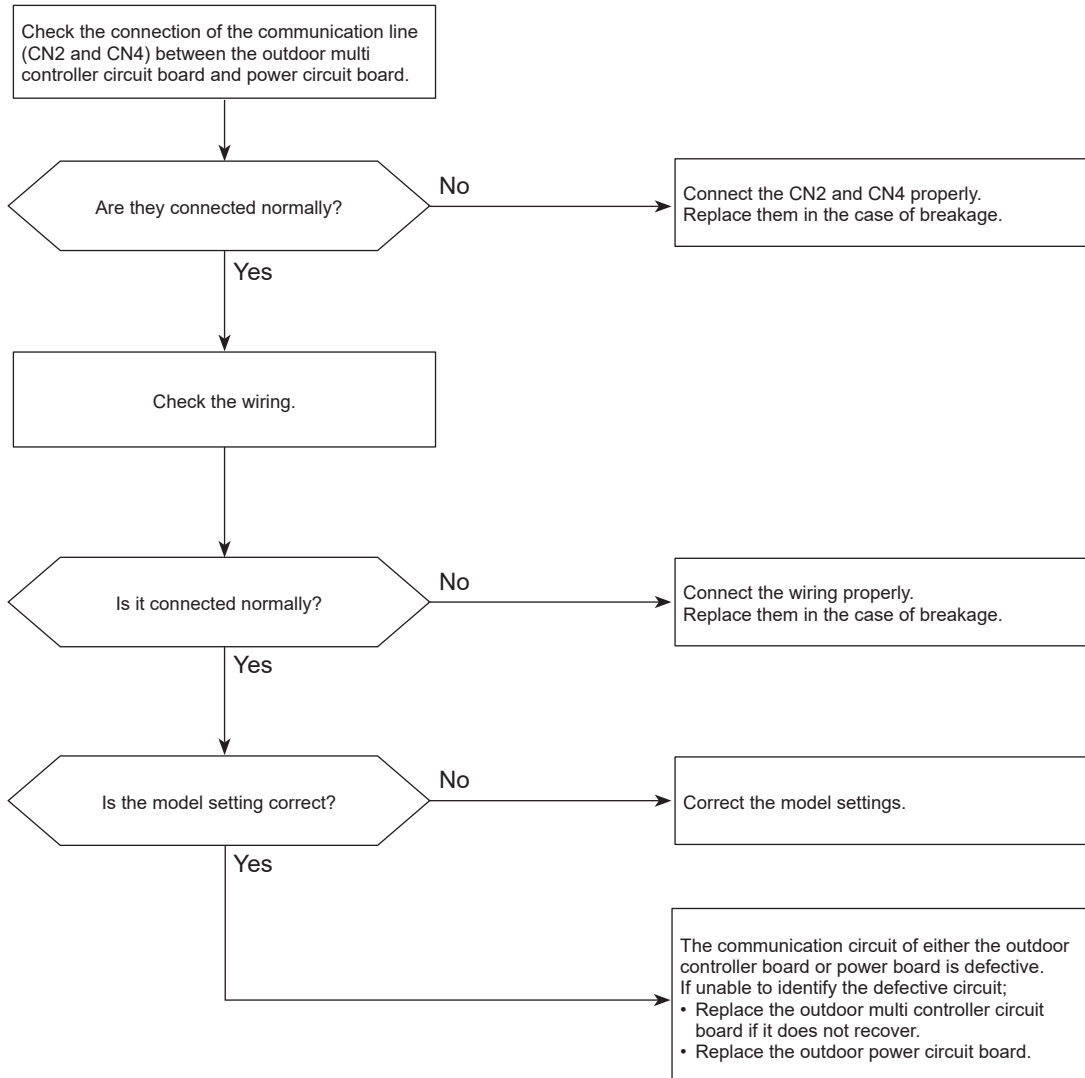 Check the connection of the communication line
(CN2 and CN4) between the outdoor multi
controller circuit board and power circuit board.
Are they connected normally?
No
Connect the CN2 and CN4 properly.
Replace them in the case of breakage.
Yes
Check the wiring.
Is it connected normally?
No
Connect the wiring properly.
Replace them in the case of breakage.
Yes
Is the model setting correct?
No
Correct the model settings.
Yes
The communication circuit of either the outdoor
controller board or power board is defective.
If unable to identify the defective circuit;
• Replace the outdoor multi controller circuit
board if it does not recover.
• Replace the outdoor power circuit board.